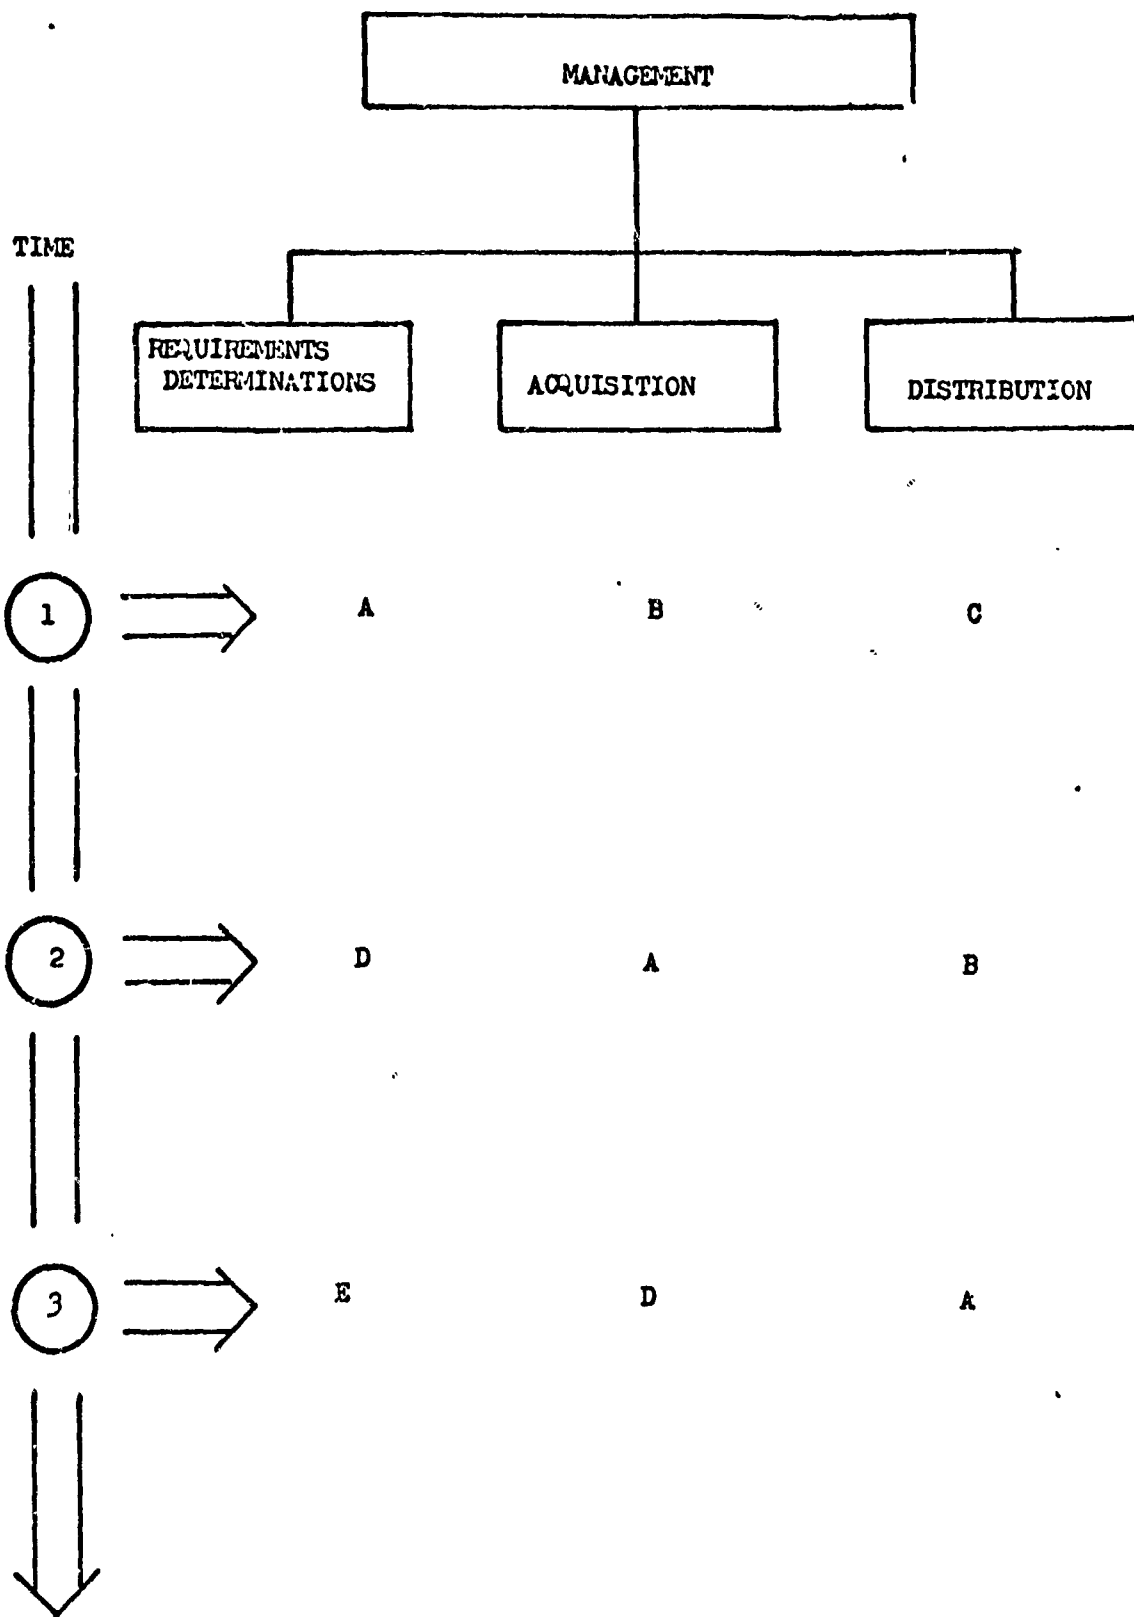 MANAGEMENT
TIME
REQUIREMENTS
DETERMINATIONS
ACQUISITION
DISTRIBUTION
1 A B C
2 D A B
3 E D A